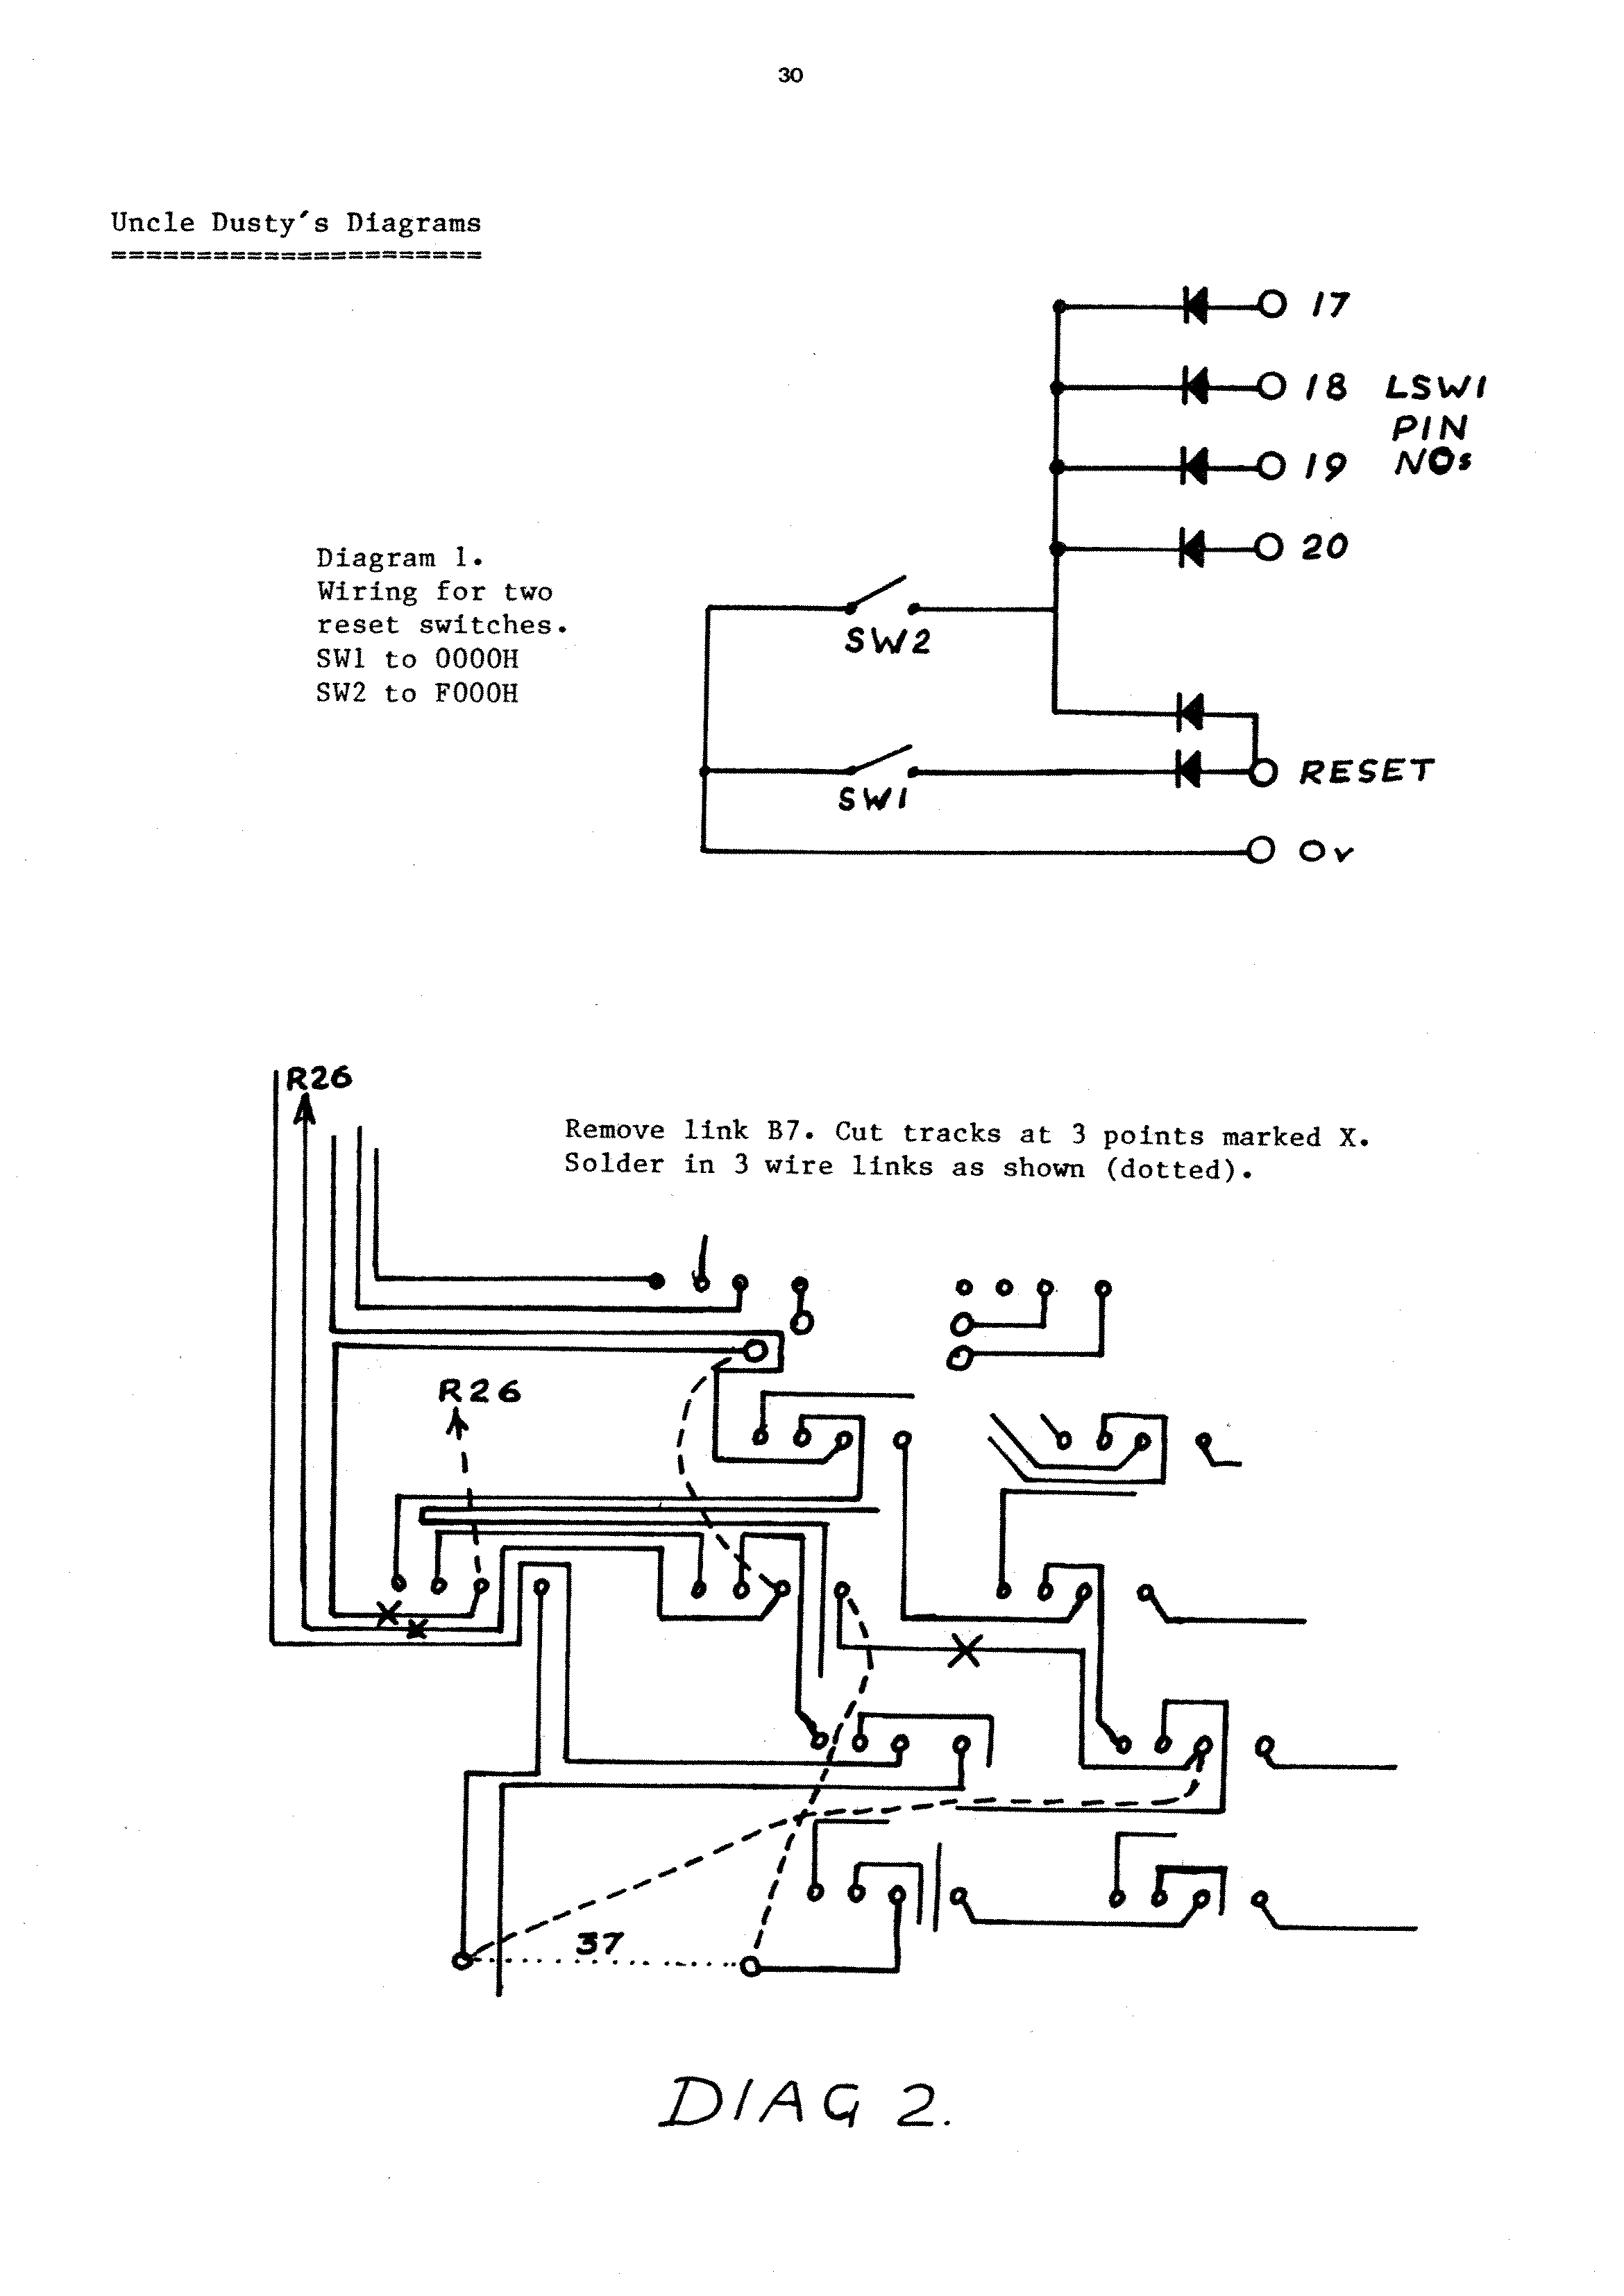 30
Uncle Dusty's Diagrams
======================
17
18 LSW1
PIN
19 NOs
20
Diagram 1.
Wiring for two
reset switches.
SW1 to 0000H
SW2 to F000H
SW2
SW1
RESET
0v
R26
Remove link B7. Cut tracks at 3 points marked X.
Solder in 3 wire links as shown (dotted).
R26
37
DIAG 2.